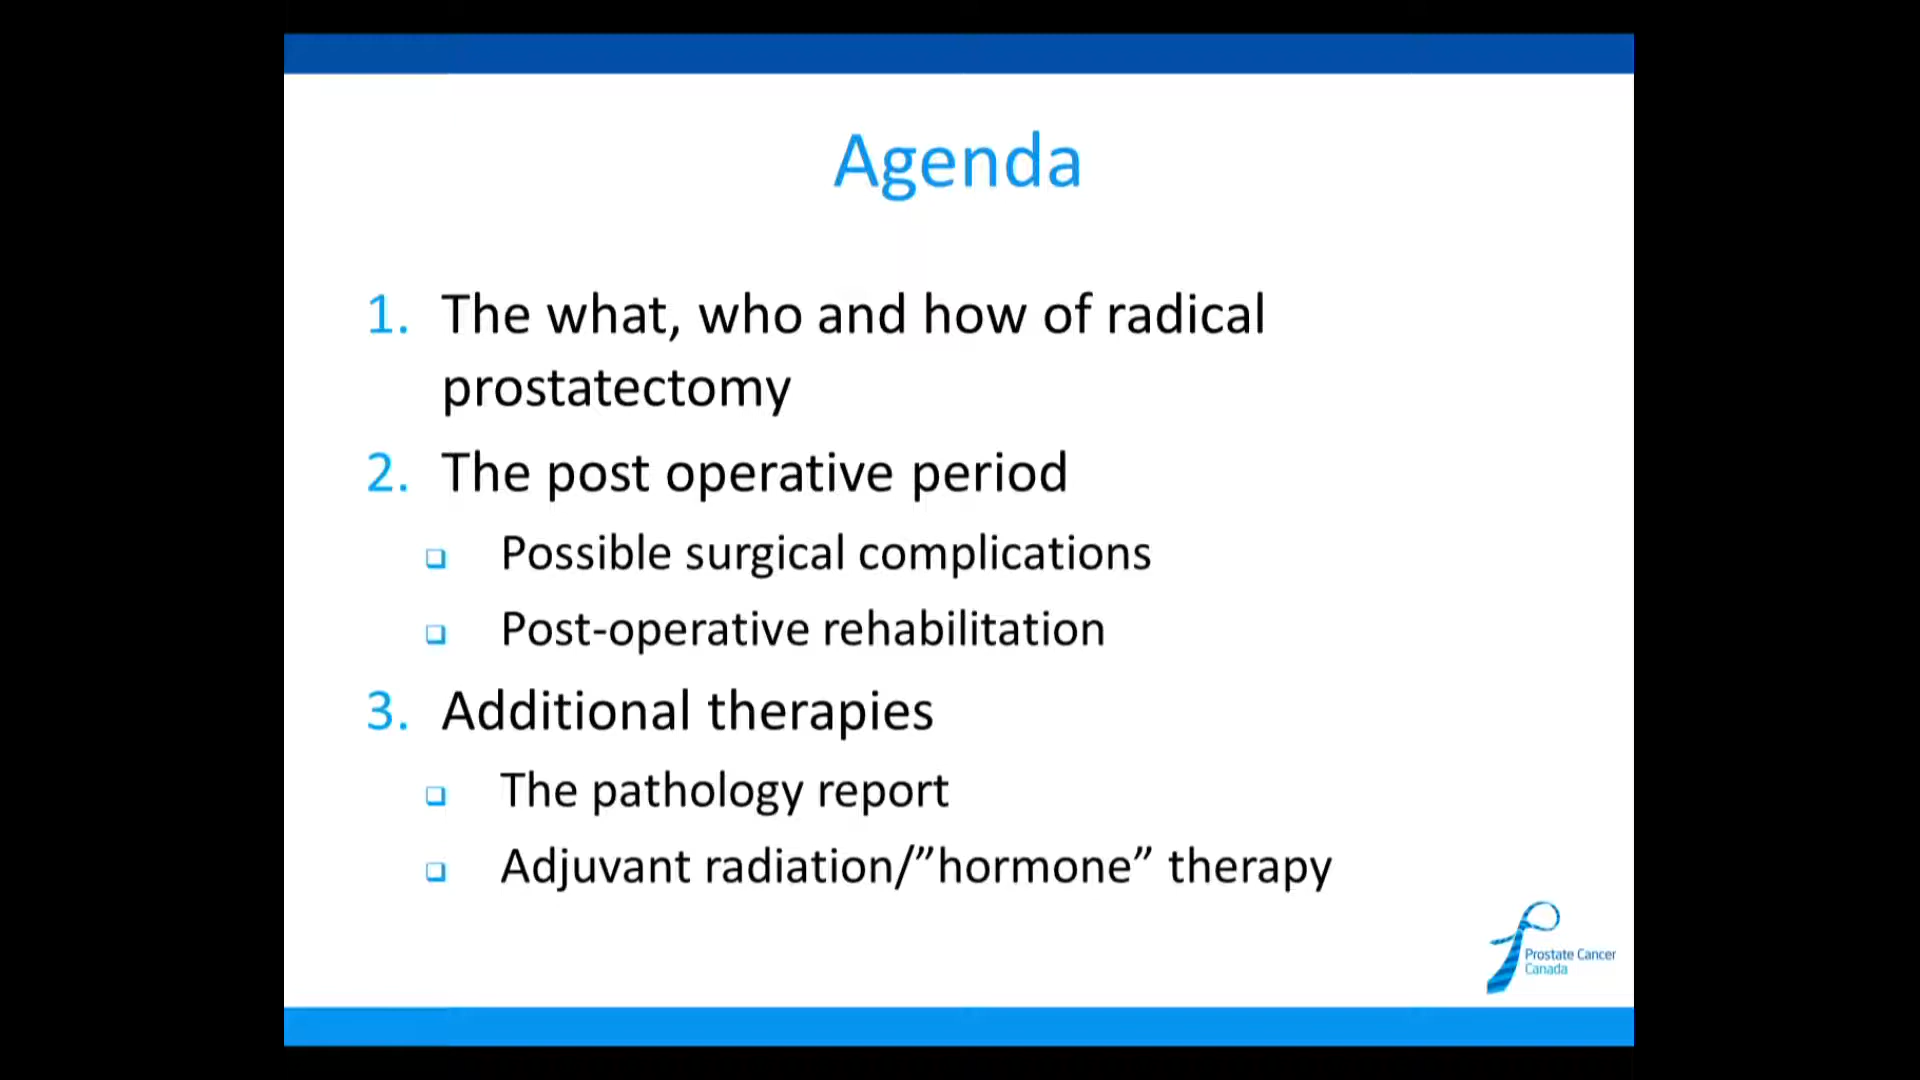 Agenda
1. The what, who and how of radical
prostatectomy
2. The post operative period
Possible surgical complications
Post-operative rehabilitation
3. Additional therapies
The pathology report
Adjuvant radiation/”hormone” therapy
Prostate Cancer
Canada